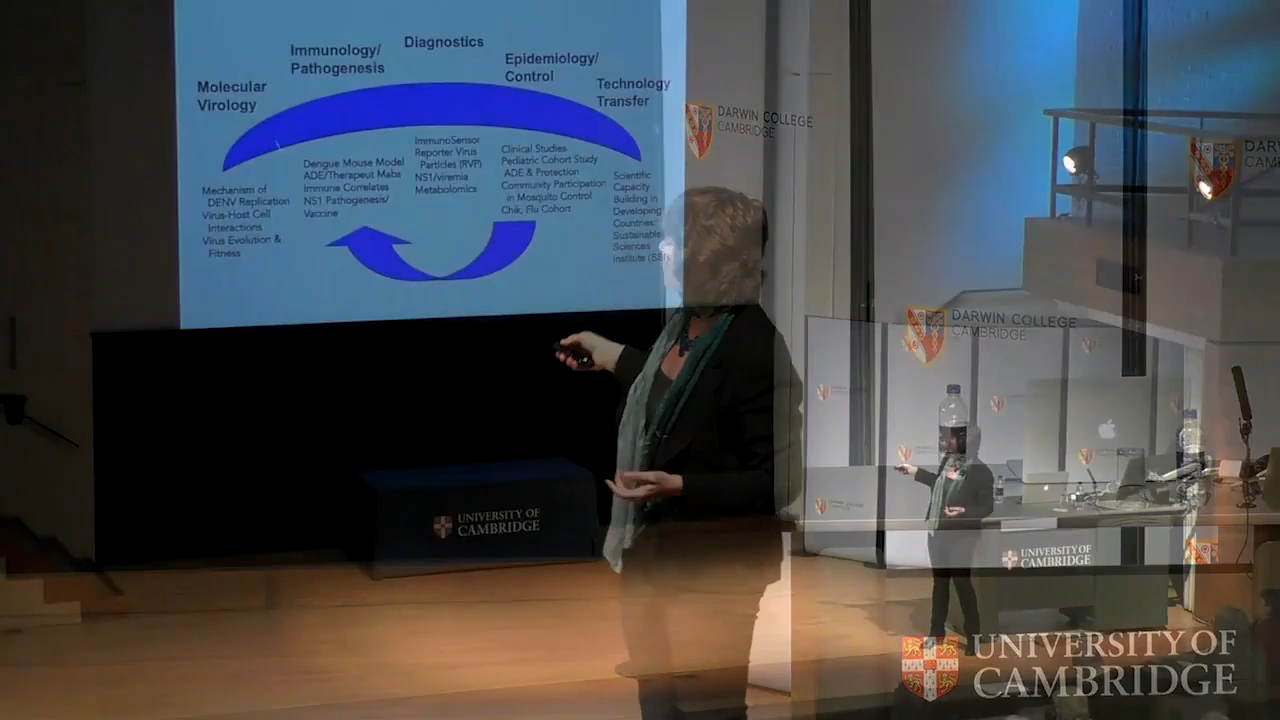 Molecular
Virology
Immunology/
Pathogenesis
Diagnostics
Epidemiology/
Control
Technology
Transfer
Mechanism of
DENV Replication
Virus-Host Cell
Interactions
Virus Evolution &
Fitness
Dengue Mouse Model
ADE/Therapeut Mabs
Immune Correlates
NS1 Pathogenesis/
Vaccine
ImmunoSensor
Reporter Virus
Particles (RVP)
NS1/viremia
Metabolomics
Clinical Studies
Pediatric Cohort Study
ADE & Protection
Community Participation
in Mosquito Control
Chik, Flu Cohort
Scientific
Capacity
Building in
Developing
Countries:
Sustainable
Sciences
Institute (SSI)
DARWIN COLLEGE
CAMBRIDGE
DAR
CAM
DARWIN COLLEGE
CAMBRIDGE
UNIVERSITY OF
CAMBRIDGE
UNIVERSITY OF
CAMBRIDGE
UNIVERSITY OF
CAMBRIDGE